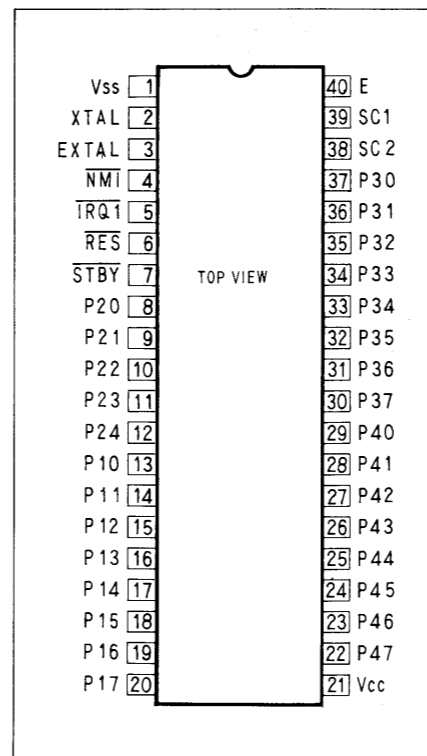 Vss 1 40 E
XTAL 2 39 SC1
EXTAL 3 38 SC2
N̅M̅I̅ 4 37 P30
I̅R̅Q̅1̅ 5 36 P31
R̅E̅S̅ 6 35 P32
S̅T̅B̅Y̅ 7 TOP VIEW 34 P33
P20 8 33 P34
P21 9 32 P35
P22 10 31 P36
P23 11 30 P37
P24 12 29 P40
P10 13 28 P41
P11 14 27 P42
P12 15 26 P43
P13 16 25 P44
P14 17 24 P45
P15 18 23 P46
P16 19 22 P47
P17 20 21 Vcc